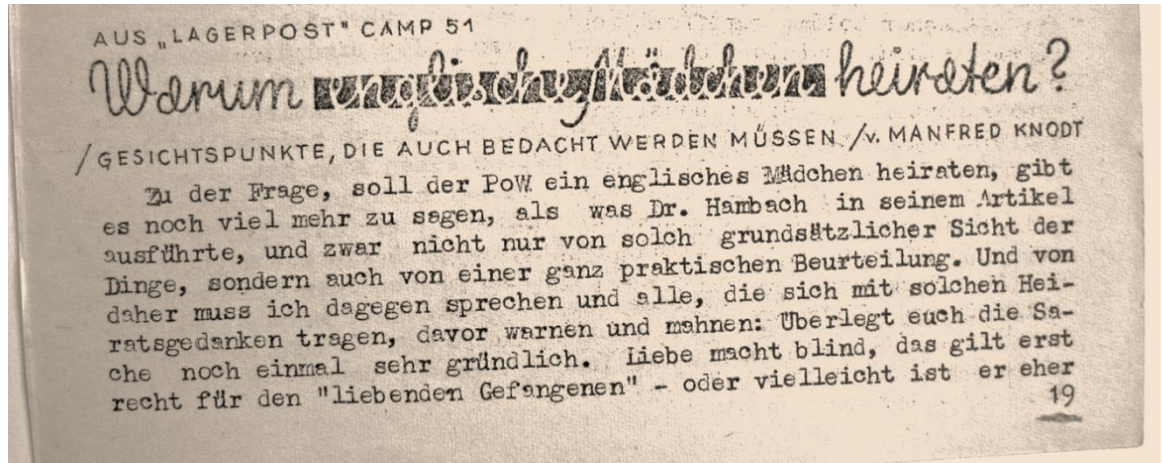 AUS „LAGERPOST" CAMP 51
Warum englische Mädchen heiraten?
/GESICHTSPUNKTE, DIE AUCH BEDACHT WERDEN MÜSSEN /v. MANFRED KNODT
Zu der Frage, soll der PoW ein englisches Mädchen heiraten, gibt
es noch viel mehr zu sagen, als was Dr. Hambach in seinem Artikel
ausführte, und zwar nicht nur von solch grundsätzlicher Sicht der
Dinge, sondern auch von einer ganz praktischen Beurteilung. Und von
daher muss ich dagegen sprechen und alle, die sich mit solchen Hei-
ratsgedanken tragen, davor warnen und mahnen: Überlegt euch die Sa-
che noch einmal sehr gründlich. Liebe macht blind, das gilt erst
recht für den "liebenden Gefangenen" - oder vielleicht ist er eher
19